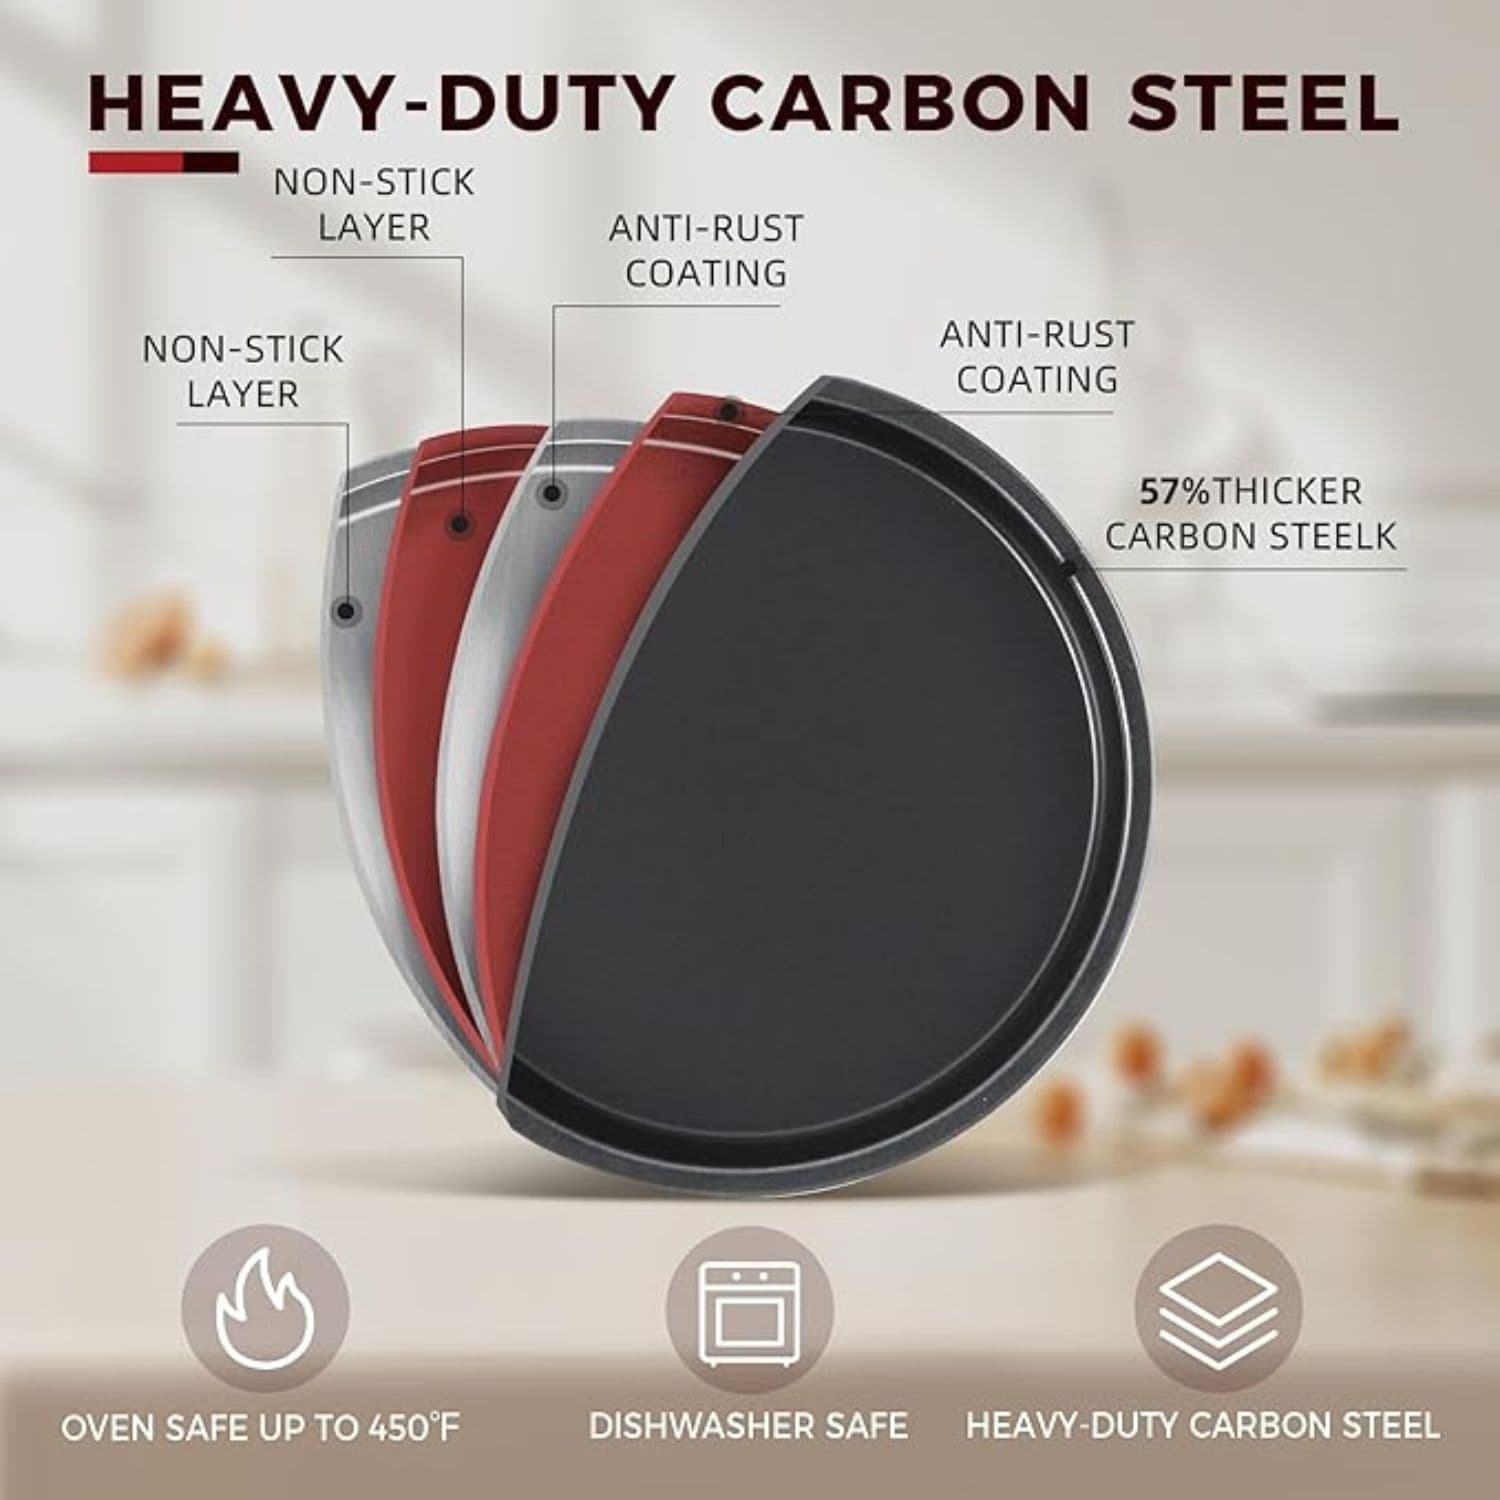 HEAVY-DUTY CARBON STEEL
NON-STICK
LAYER
ANTI-RUST
COATING
NON-STICK
LAYER
ANTI-RUST
COATING
57%THICKER
CARBON STEELK
OVEN SAFE UP TO 450°F
DISHWASHER SAFE
HEAVY-DUTY CARBON STEEL